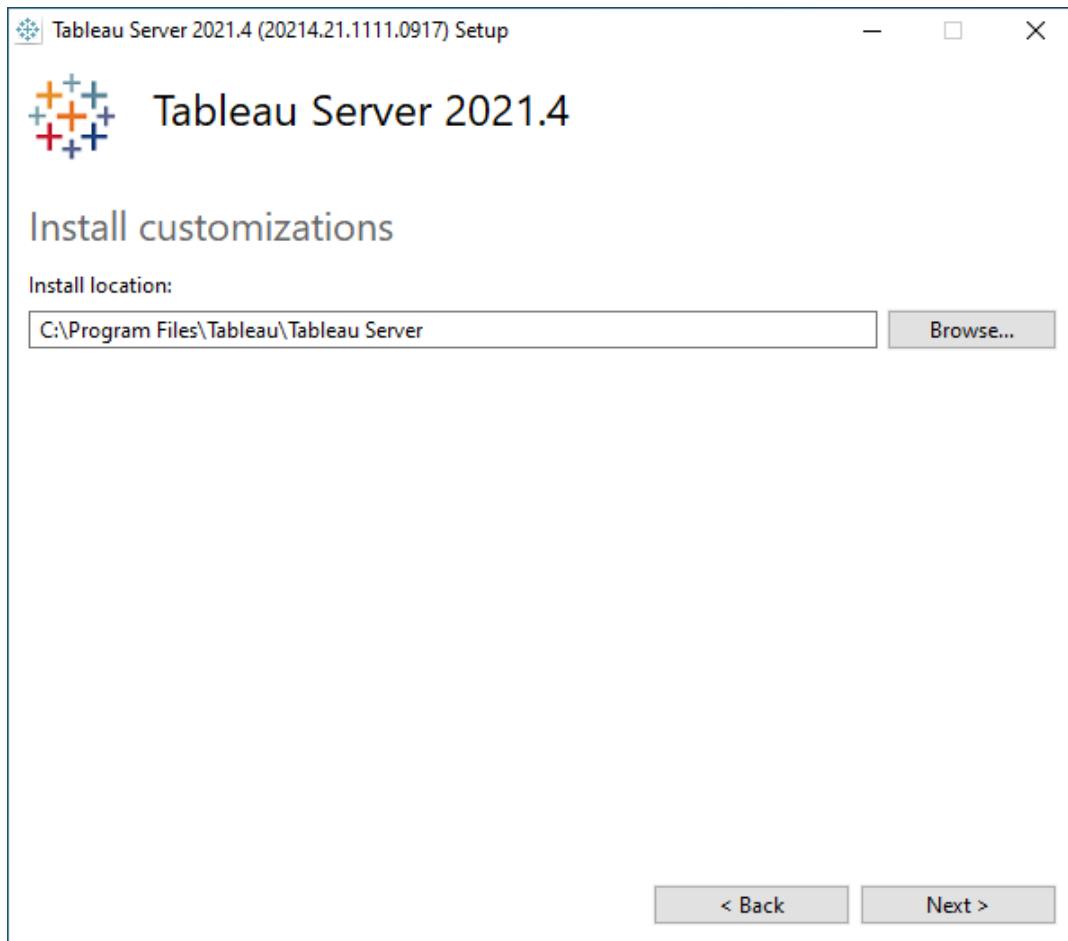 Tableau Server 2021.4 (20214.21.1111.0917) Setup
Tableau Server 2021.4
Install customizations
Install location:
C:\Program Files\Tableau\Tableau Server
Browse...
< Back
Next >